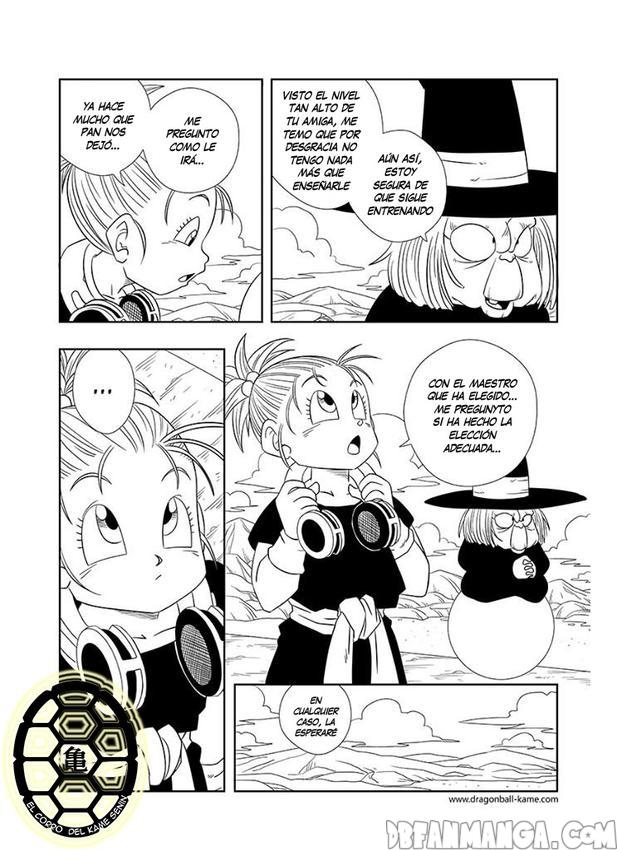 YA HACE
MUCHO QUE
PAN NOS
DEJÓ...
ME
PREGUNTO
COMO LE
IRÁ...
VISTO EL NIVEL
TAN ALTO DE
TU AMIGA, ME
TEMO QUE POR
DESGRACIA NO
TENGO NADA
MÁS QUE
ENSEÑARLE
AÚN ASÍ,
ESTOY
SEGURA DE
QUE SIGUE
ENTRENANDO
...
CON EL MAESTRO
QUE HA ELEGIDO...
ME PREGUNYTO
SI HA HECHO LA
ELECCIÓN
ADECUADA...
EN
CUALQUIER
CASO, LA
ESPERARÉ
亀
EL CORRO DEL KAME SENIN
www.dragonball-kame.com
DBFANMANGA.COM